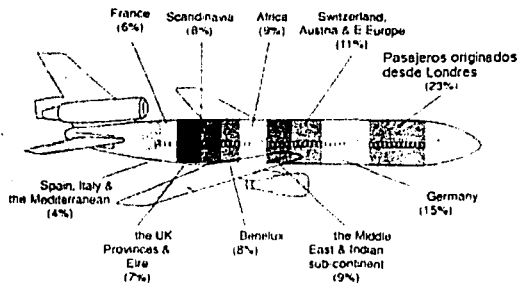 France
(6%)
Scandinavia
(8%)
Africa
(9%)
Switzerland,
Austria & E Europe
(11%)
Pasajeros originados
desde Londres
(23%)
Spain, Italy &
the Mediterranean
(4%)
the UK
Provinces &
Eire
(7%)
Benelux
(8%)
the Middle
East & Indian
sub-continent
(9%)
Germany
(15%)